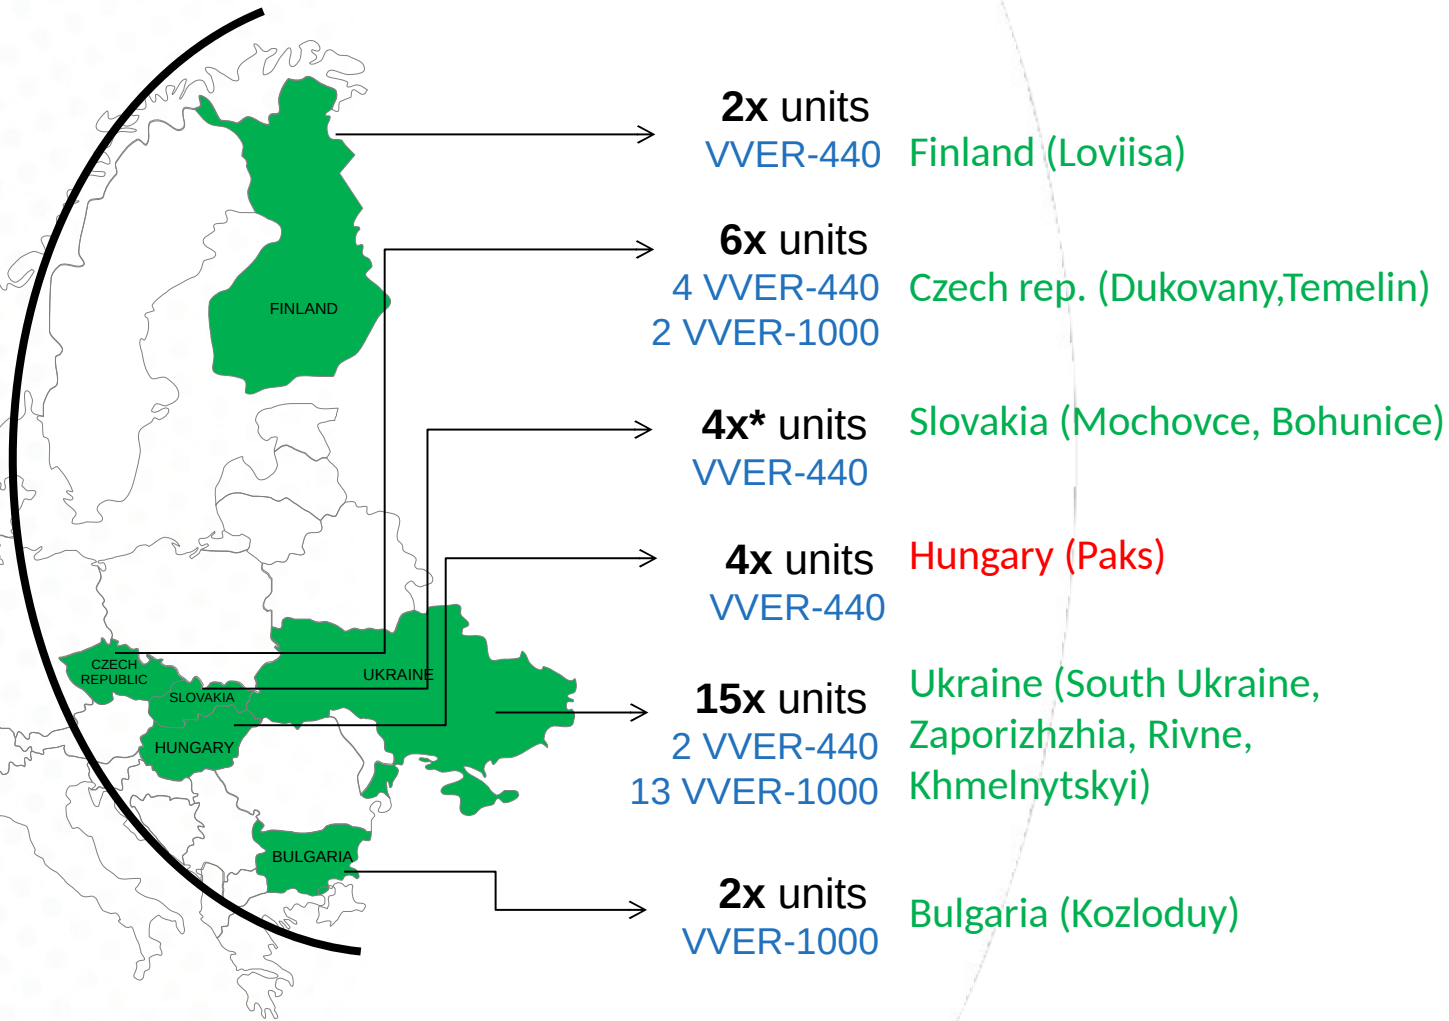 FINLAND
CZECH
REPUBLIC
SLOVAKIA
HUNGARY
UKRAINE
BULGARIA
2x units
VVER-440
Finland (Loviisa)
6x units
4 VVER-440
2 VVER-1000
Czech rep. (Dukovany,Temelin)
4x* units
VVER-440
Slovakia (Mochovce, Bohunice)
4x units
VVER-440
Hungary (Paks)
15x units
2 VVER-440
13 VVER-1000
Ukraine (South Ukraine,
Zaporizhzhia, Rivne,
Khmelnytskyi)
2x units
VVER-1000
Bulgaria (Kozloduy)